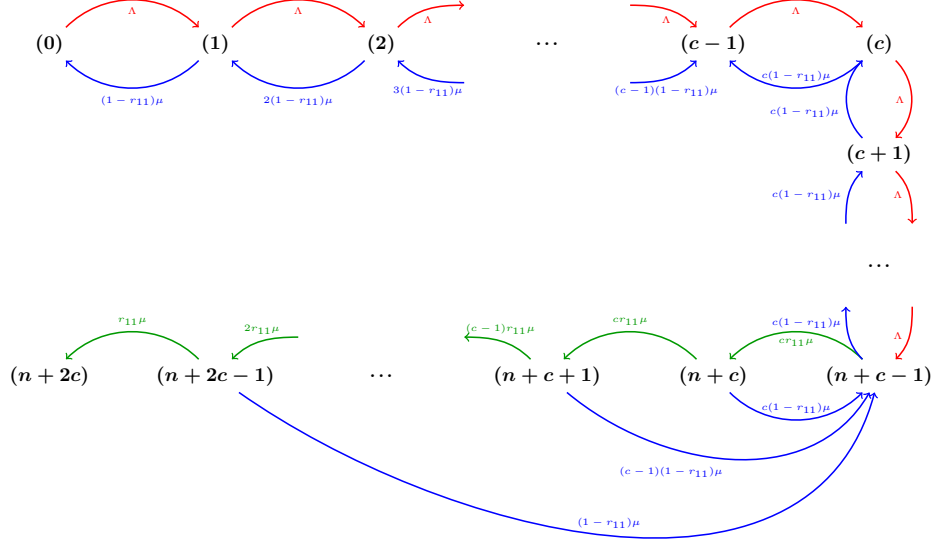 Λ Λ Λ Λ Λ
(0) (1) (2) ⋯ (c − 1) (c)
(1 − r₁₁)μ 2(1 − r₁₁)μ 3(1 − r₁₁)μ (c − 1)(1 − r₁₁)μ c(1 − r₁₁)μ
c(1 − r₁₁)μ Λ
(c + 1)
c(1 − r₁₁)μ Λ
⋯
r₁₁μ 2r₁₁μ (c − 1)r₁₁μ cr₁₁μ c(1 − r₁₁)μ Λ
cr₁₁μ
(n + 2c) (n + 2c − 1) ⋯ (n + c + 1) (n + c) (n + c − 1)
c(1 − r₁₁)μ
(c − 1)(1 − r₁₁)μ
(1 − r₁₁)μ